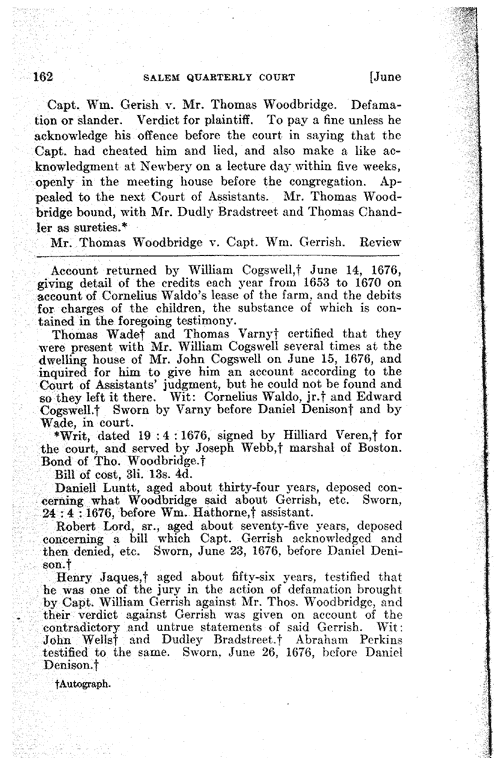 162 SALEM QUARTERLY COURT [June
Capt. Wm. Gerish v. Mr. Thomas Woodbridge. Defama-
tion or slander. Verdict for plaintiff. To pay a fine unless he
acknowledge his offence before the court in saying that the
Capt. had cheated him and lied, and also make a like ac-
knowledgment at Newbery on a lecture day within five weeks,
openly in the meeting house before the congregation. Ap-
pealed to the next Court of Assistants. Mr. Thomas Wood-
bridge bound, with Mr. Dudly Bradstreet and Thomas Chand-
ler as sureties.*
Mr. Thomas Woodbridge v. Capt. Wm. Gerrish. Review
Account returned by William Cogswell,† June 14, 1676,
giving detail of the credits each year from 1653 to 1670 on
account of Cornelius Waldo's lease of the farm, and the debits
for charges of the children, the substance of which is con-
tained in the foregoing testimony.
Thomas Wade† and Thomas Varny† certified that they
were present with Mr. William Cogswell several times at the
dwelling house of Mr. John Cogswell on June 15, 1676, and
inquired for him to give him an account according to the
Court of Assistants' judgment, but he could not be found and
so they left it there. Wit: Cornelius Waldo, jr.† and Edward
Cogswell.† Sworn by Varny before Daniel Denison† and by
Wade, in court.
*Writ, dated 19 : 4 : 1676, signed by Hilliard Veren,† for
the court, and served by Joseph Webb,† marshal of Boston.
Bond of Tho. Woodbridge.†
Bill of cost, 3li. 13s. 4d.
Daniell Luntt, aged about thirty-four years, deposed con-
cerning what Woodbridge said about Gerrish, etc. Sworn,
24 : 4 : 1676, before Wm. Hathorne,† assistant.
Robert Lord, sr., aged about seventy-five years, deposed
concerning a bill which Capt. Gerrish acknowledged and
then denied, etc. Sworn, June 23, 1676, before Daniel Deni-
son.†
Henry Jaques,† aged about fifty-six years, testified that
he was one of the jury in the action of defamation brought
by Capt. William Gerrish against Mr. Thos. Woodbridge, and
their verdict against Gerrish was given on account of the
contradictory and untrue statements of said Gerrish. Wit:
John Wells† and Dudley Bradstreet.† Abraham Perkins
testified to the same. Sworn, June 26, 1676, before Daniel
Denison.†
†Autograph.